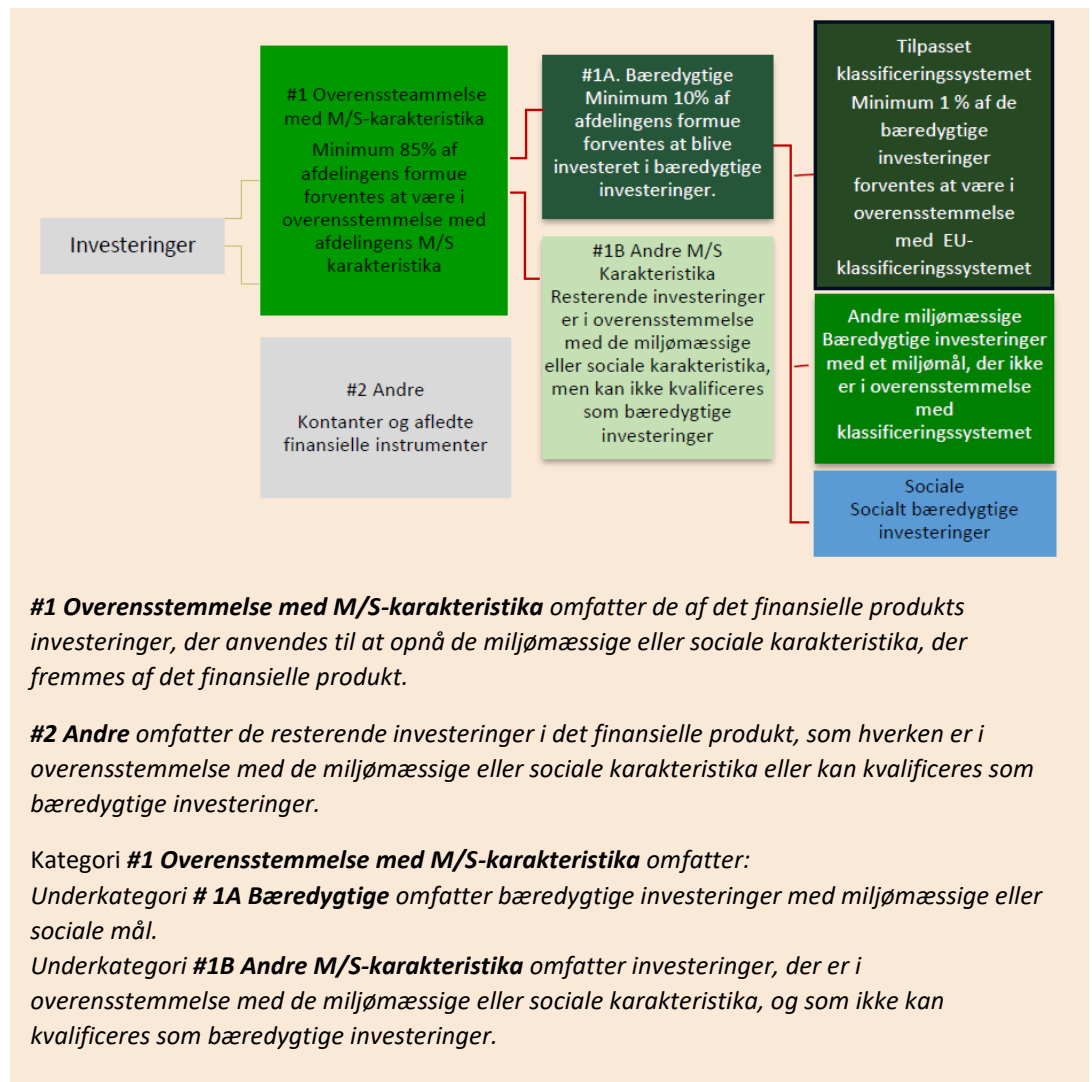 Investeringer
#1 Overenssteammelse
med M/S-karakteristika
Minimum 85% af
afdelingens formue
forventes at være i
overensstemmelse med
afdelingens M/S
karakteristika
#2 Andre
Kontanter og afledte
finansielle instrumenter
#1A. Bæredygtige
Minimum 10% af
afdelingens formue
forventes at blive
investeret i bæredygtige
investeringer.
#1B Andre M/S
Karakteristika
Resterende investeringer
er i overensstemmelse
med de miljømæssige
eller sociale karakteristika,
men kan ikke kvalificeres
som bæredygtige
investeringer
Tilpasset
klassificeringssystemet
Minimum 1 % af de
bæredygtige
investeringer
forventes at være i
overensstemmelse
med EU-
klassificeringssystemet
Andre miljømæssige
Bæredygtige investeringer
med et miljømål, der ikke
er i overensstemmelse
med
klassificeringssystemet
Sociale
Socialt bæredygtige
investeringer
#1 Overensstemmelse med M/S-karakteristika omfatter de af det finansielle produkts
investeringer, der anvendes til at opnå de miljømæssige eller sociale karakteristika, der
fremmes af det finansielle produkt.
#2 Andre omfatter de resterende investeringer i det finansielle produkt, som hverken er i
overensstemmelse med de miljømæssige eller sociale karakteristika eller kan kvalificeres som
bæredygtige investeringer.
Kategori #1 Overensstemmelse med M/S-karakteristika omfatter:
Underkategori # 1A Bæredygtige omfatter bæredygtige investeringer med miljømæssige eller
sociale mål.
Underkategori #1B Andre M/S-karakteristika omfatter investeringer, der er i
overensstemmelse med de miljømæssige eller sociale karakteristika, og som ikke kan
kvalificeres som bæredygtige investeringer.